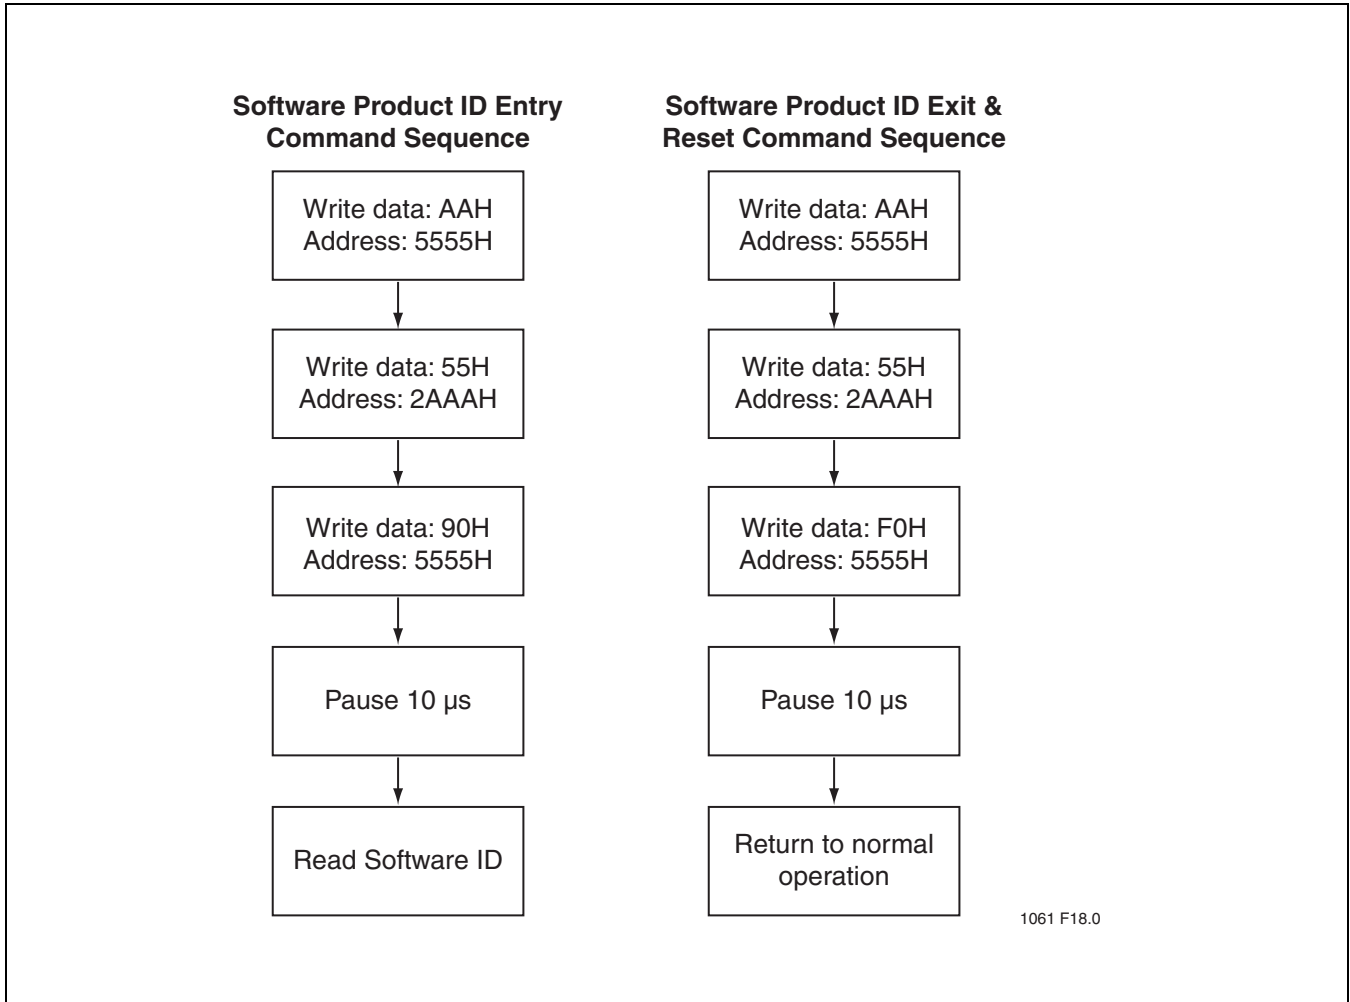 Software Product ID Entry
Command Sequence
Write data: AAH
Address: 5555H
Write data: 55H
Address: 2AAAH
Write data: 90H
Address: 5555H
Pause 10 µs
Read Software ID
Software Product ID Exit &
Reset Command Sequence
Write data: AAH
Address: 5555H
Write data: 55H
Address: 2AAAH
Write data: F0H
Address: 5555H
Pause 10 µs
Return to normal
operation
1061 F18.0